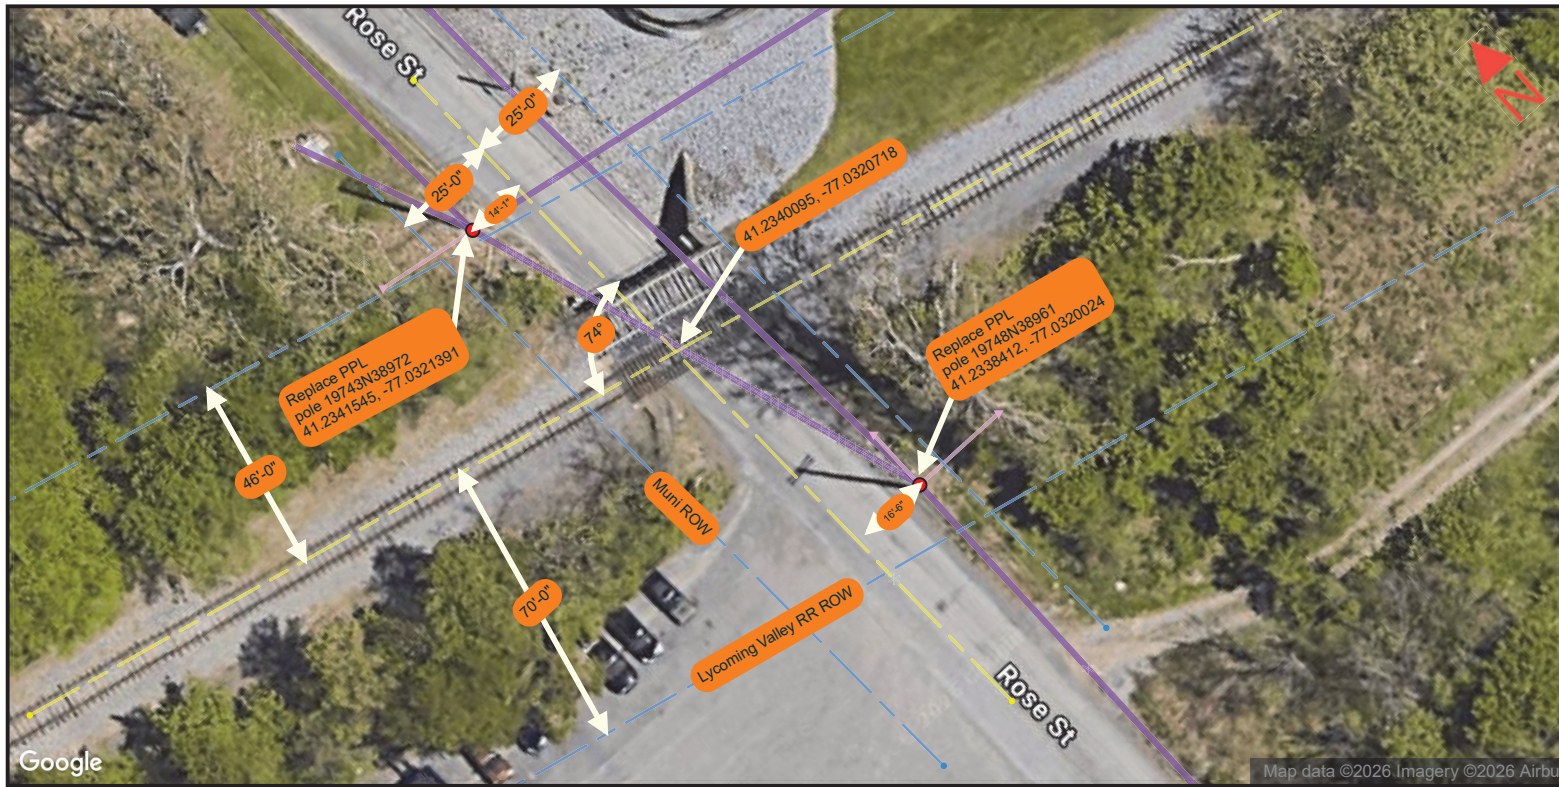 Rose St
25'-0"
25'-0"
14'-1"
41.2340095, -77.0320718
N
Replace PPL
pole 19743N38972
41.2341545, -77.0321391
74°
Replace PPL
pole 19748N38961
41.2338412, -77.0320024
46'-0"
Muni ROW
16'-6"
70'-0"
Lycoming Valley RR ROW
Rose St
Google
Map data ©2026 Imagery ©2026 Airbu